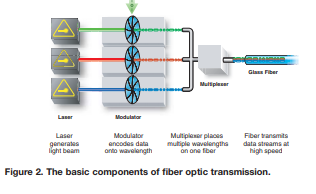 Multiplexer
Glass Fiber
Laser
Modulator
Laser
generates
light beam
Modulator
encodes data
onto wavelength
Multiplexer places
multiple wavelengths
on one fiber
Fiber transmits
data streams at
high speed
Figure 2. The basic components of fiber optic transmission.